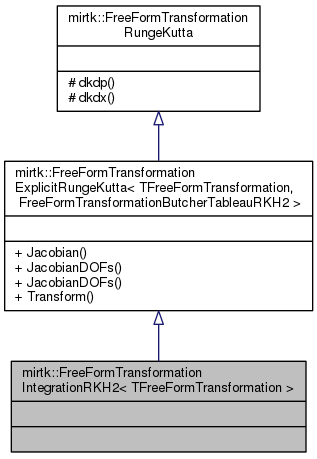 mirtk::FreeFormTransformation
RungeKutta
# dkdp()
# dkdx()
mirtk::FreeFormTransformation
ExplicitRungeKutta< TFreeFormTransformation,
FreeFormTransformationButcherTableauRKH2 >
+ Jacobian()
+ JacobianDOFs()
+ JacobianDOFs()
+ Transform()
mirtk::FreeFormTransformation
IntegrationRKH2< TFreeFormTransformation >